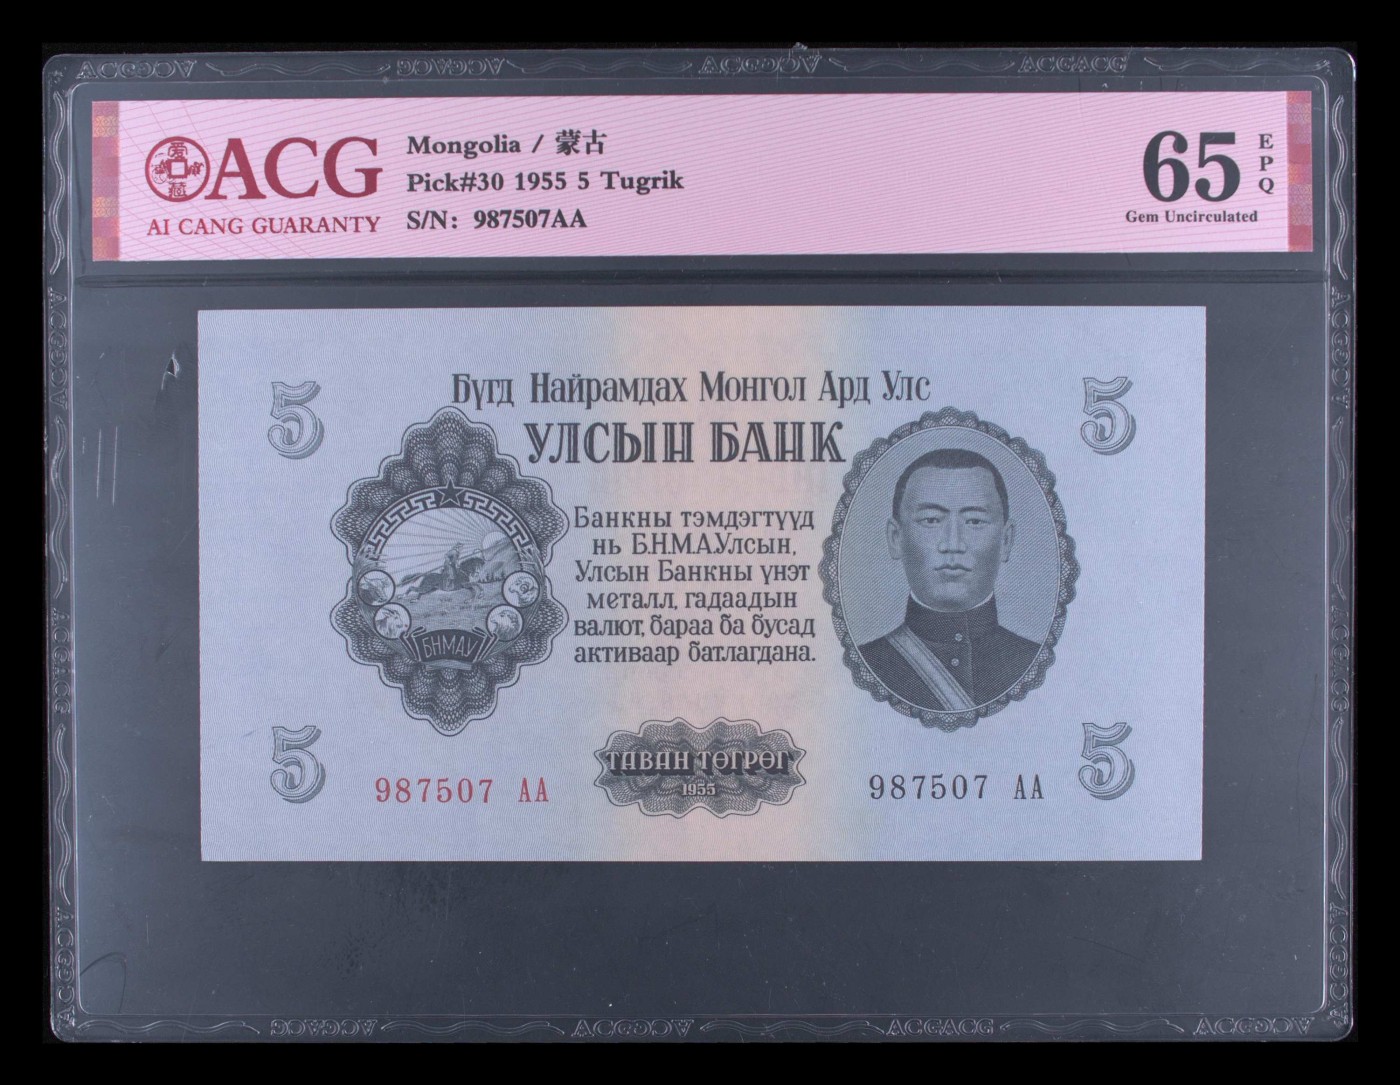 ACG
AI CANG GUARANTY
Mongolia / 蒙古
Pick#30 1955 5 Tugrik
S/N: 987507AA
65
EPQ
Gem Uncirculated
5
5
Бүгд Найрамдах Монгол Ард Улс
УЛСЫН БАНК
Банкны тэмдэгтүүд
нь Б.Н.М.А.Улсын,
Улсын Банкны үнэт
металл, гадаадын
валют, бараа ба бусад
активаар батлагдана.
БНМАУ
5
987507 АА
ТАВАН ТӨГРӨГ
1955
987507 АА
5